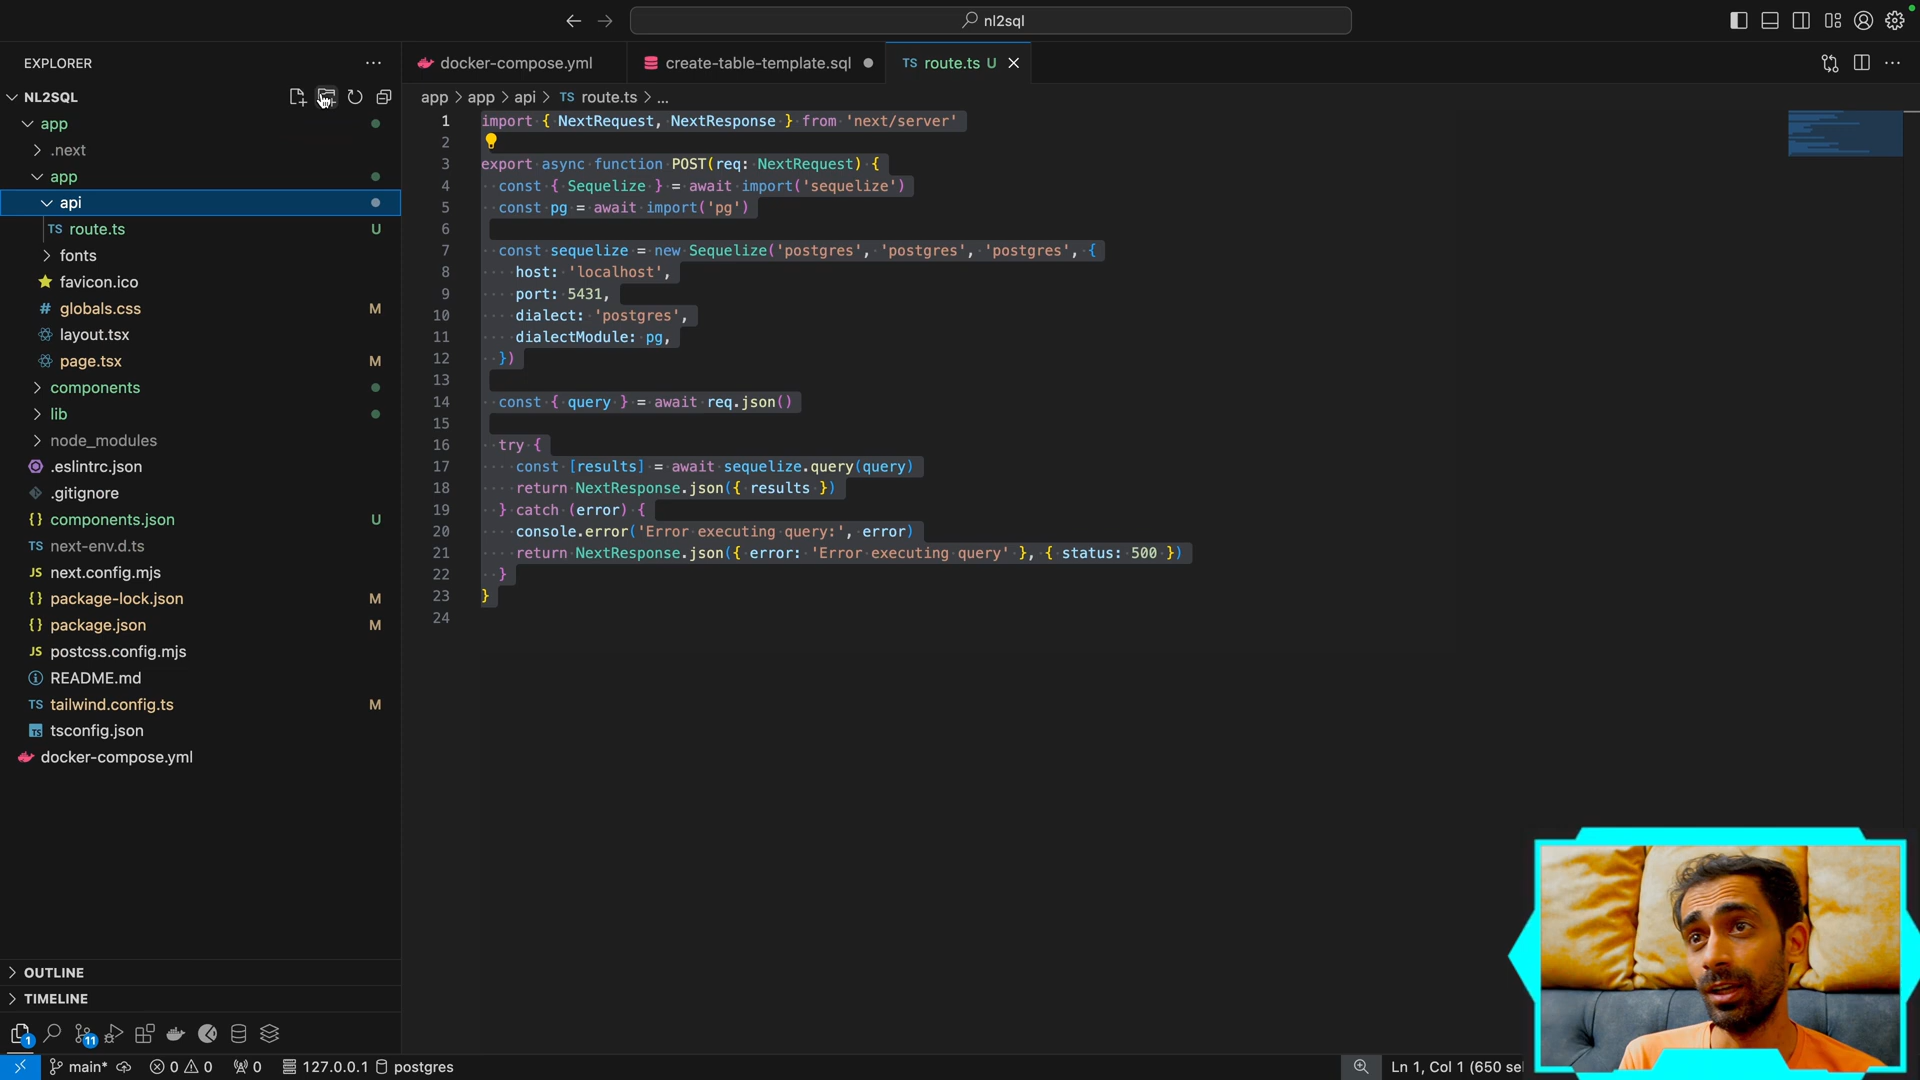 nl2sql
EXPLORER
NL2SQL
app
.next
app
api
TS route.ts U
fonts
favicon.ico
# globals.css M
layout.tsx
page.tsx M
components
lib
node_modules
.eslintrc.json
.gitignore
{} components.json U
TS next-env.d.ts
JS next.config.mjs
{} package-lock.json M
{} package.json M
JS postcss.config.mjs
README.md
TS tailwind.config.ts M
TS tsconfig.json
docker-compose.yml
OUTLINE
TIMELINE
1
11
docker-compose.yml
create-table-template.sql
TS route.ts U
app > app > api > TS route.ts > ...
1 import { NextRequest, NextResponse } from 'next/server'
2
3 export async function POST(req: NextRequest) {
4 const { Sequelize } = await import('sequelize')
5 const pg = await import('pg')
6
7 const sequelize = new Sequelize('postgres', 'postgres', 'postgres', {
8 host: 'localhost',
9 port: 5431,
10 dialect: 'postgres',
11 dialectModule: pg,
12 })
13
14 const { query } = await req.json()
15
16 try {
17 const [results] = await sequelize.query(query)
18 return NextResponse.json({ results })
19 } catch (error) {
20 console.error('Error executing query:', error)
21 return NextResponse.json({ error: 'Error executing query' }, { status: 500 })
22 }
23 }
24
main* 0 0 0 127.0.0.1 postgres
Ln 1, Col 1 (650 sel